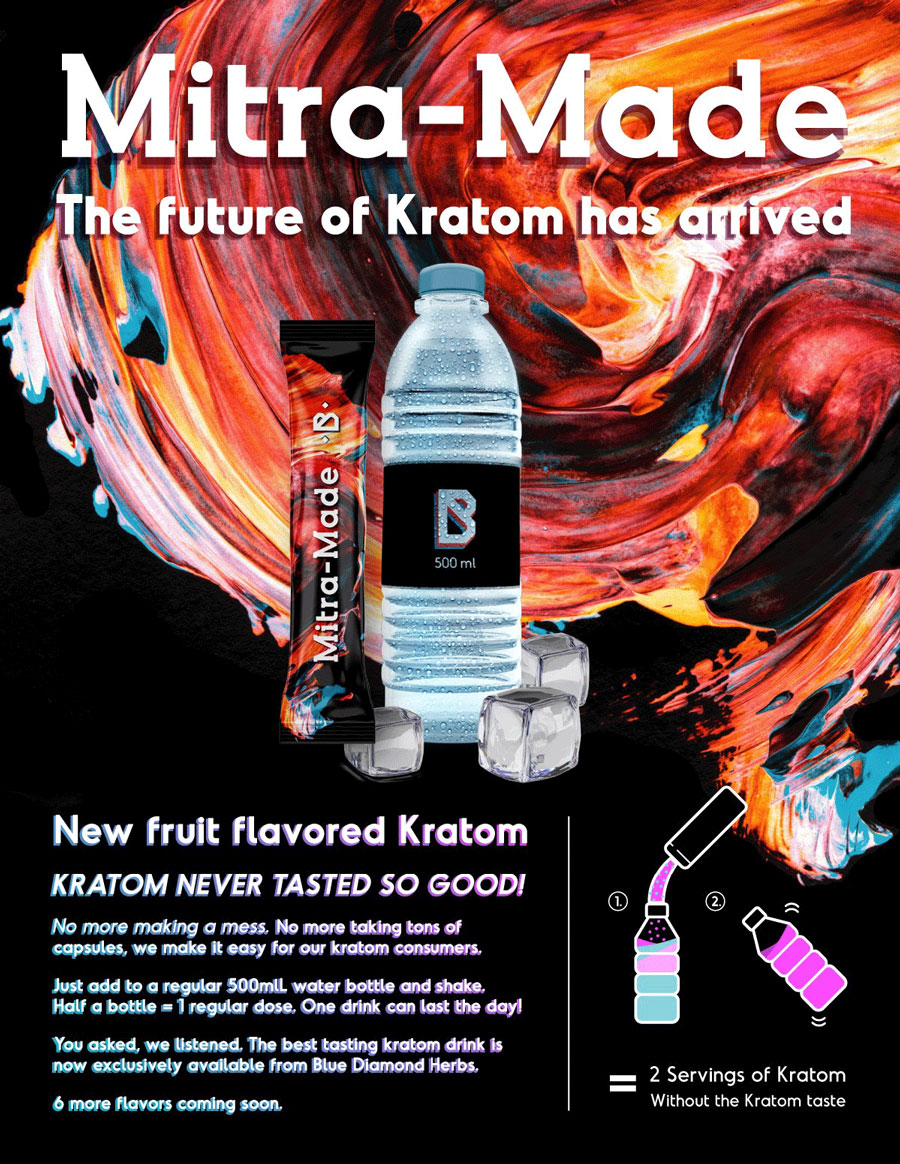 Mitra-Made
The future of Kratom has arrived
Mitra-Made ·B·
B
500 ml
New fruit flavored Kratom
KRATOM NEVER TASTED SO GOOD!
No more making a mess. No more taking tons of
capsules, we make it easy for our kratom consumers.
Just add to a regular 500mlL water bottle and shake.
Half a bottle = 1 regular dose. One drink can last the day!
You asked, we listened. The best tasting kratom drink is
now exclusively available from Blue Diamond Herbs.
6 more flavors coming soon.
1.
2.
= 2 Servings of Kratom
Without the Kratom taste